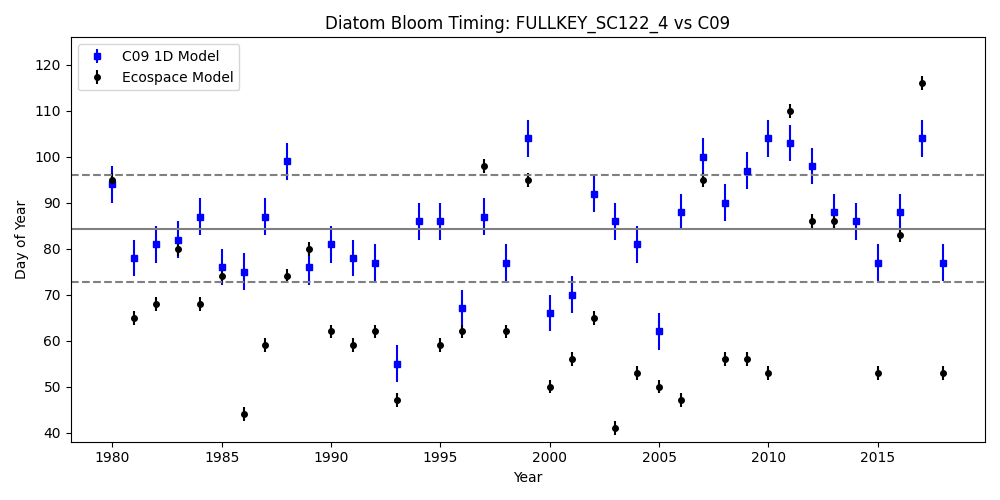 Diatom Bloom Timing: FULLKEY_SC122_4 vs C09
C09 1D Model
Ecospace Model
Day of Year
120
110
100
90
80
70
60
50
40
1980 1985 1990 1995 2000 2005 2010 2015
Year